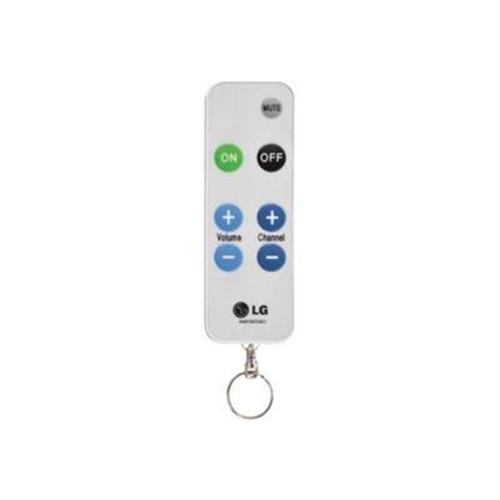 MUTE
ON OFF
+ +
Volume Channel
− −
LG